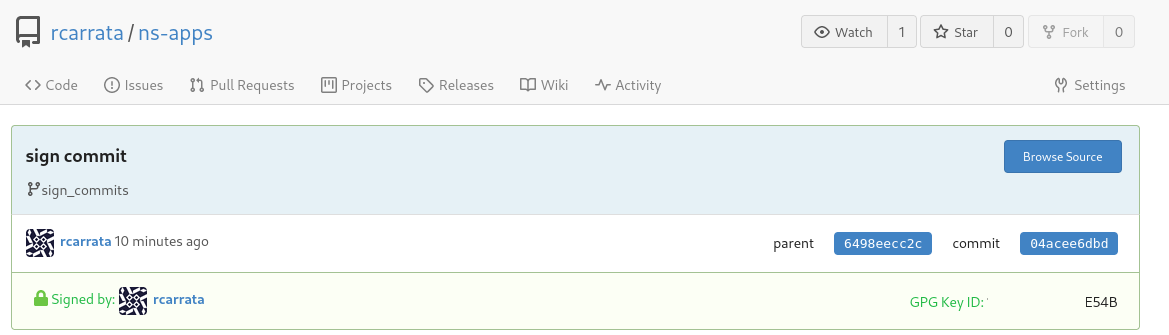 rcarrata / ns-apps
Watch 1 Star 0 Fork 0
Code Issues Pull Requests Projects Releases Wiki Activity Settings
sign commit
Browse Source
sign_commits
rcarrata 10 minutes ago parent 6498eecc2c commit 04acee6dbd
Signed by: rcarrata GPG Key ID: E54B